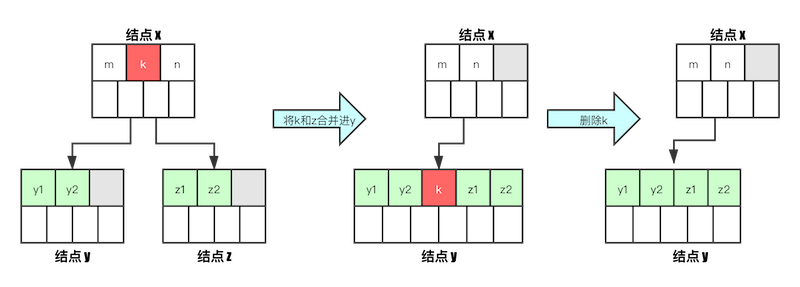 结点 x
m k n
y1 y2
z1 z2
结点 y
结点 z
将k和z合并进y
结点 x
m n
y1 y2 k z1 z2
结点 y
删除k
结点 x
m n
y1 y2 z1 z2
结点 y